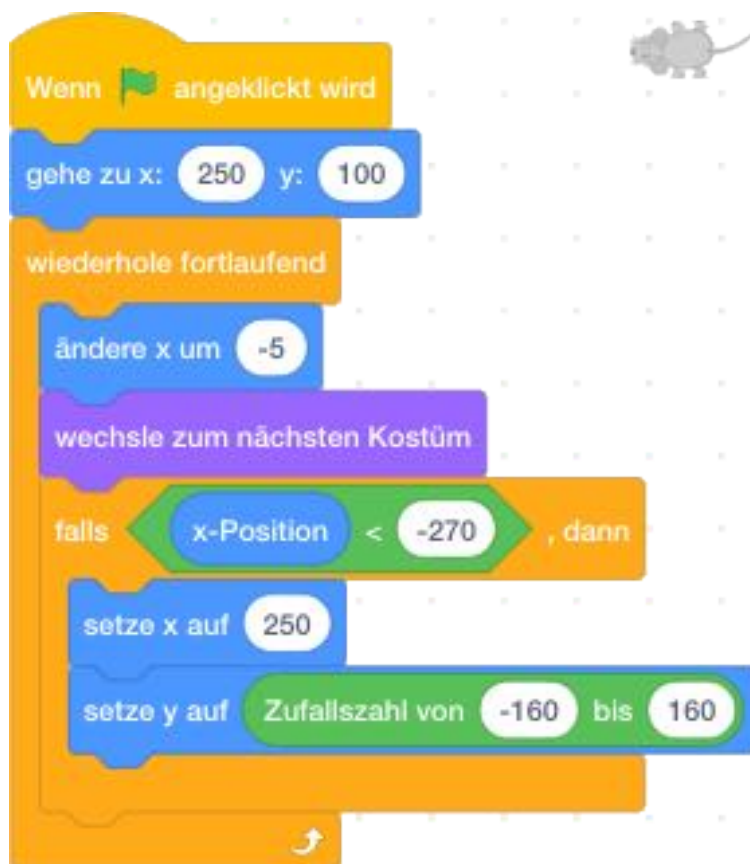 Wenn angeklickt wird
gehe zu x: 250 y: 100
wiederhole fortlaufend
ändere x um -5
wechsle zum nächsten Kostüm
falls x-Position < -270 , dann
setze x auf 250
setze y auf Zufallszahl von -160 bis 160